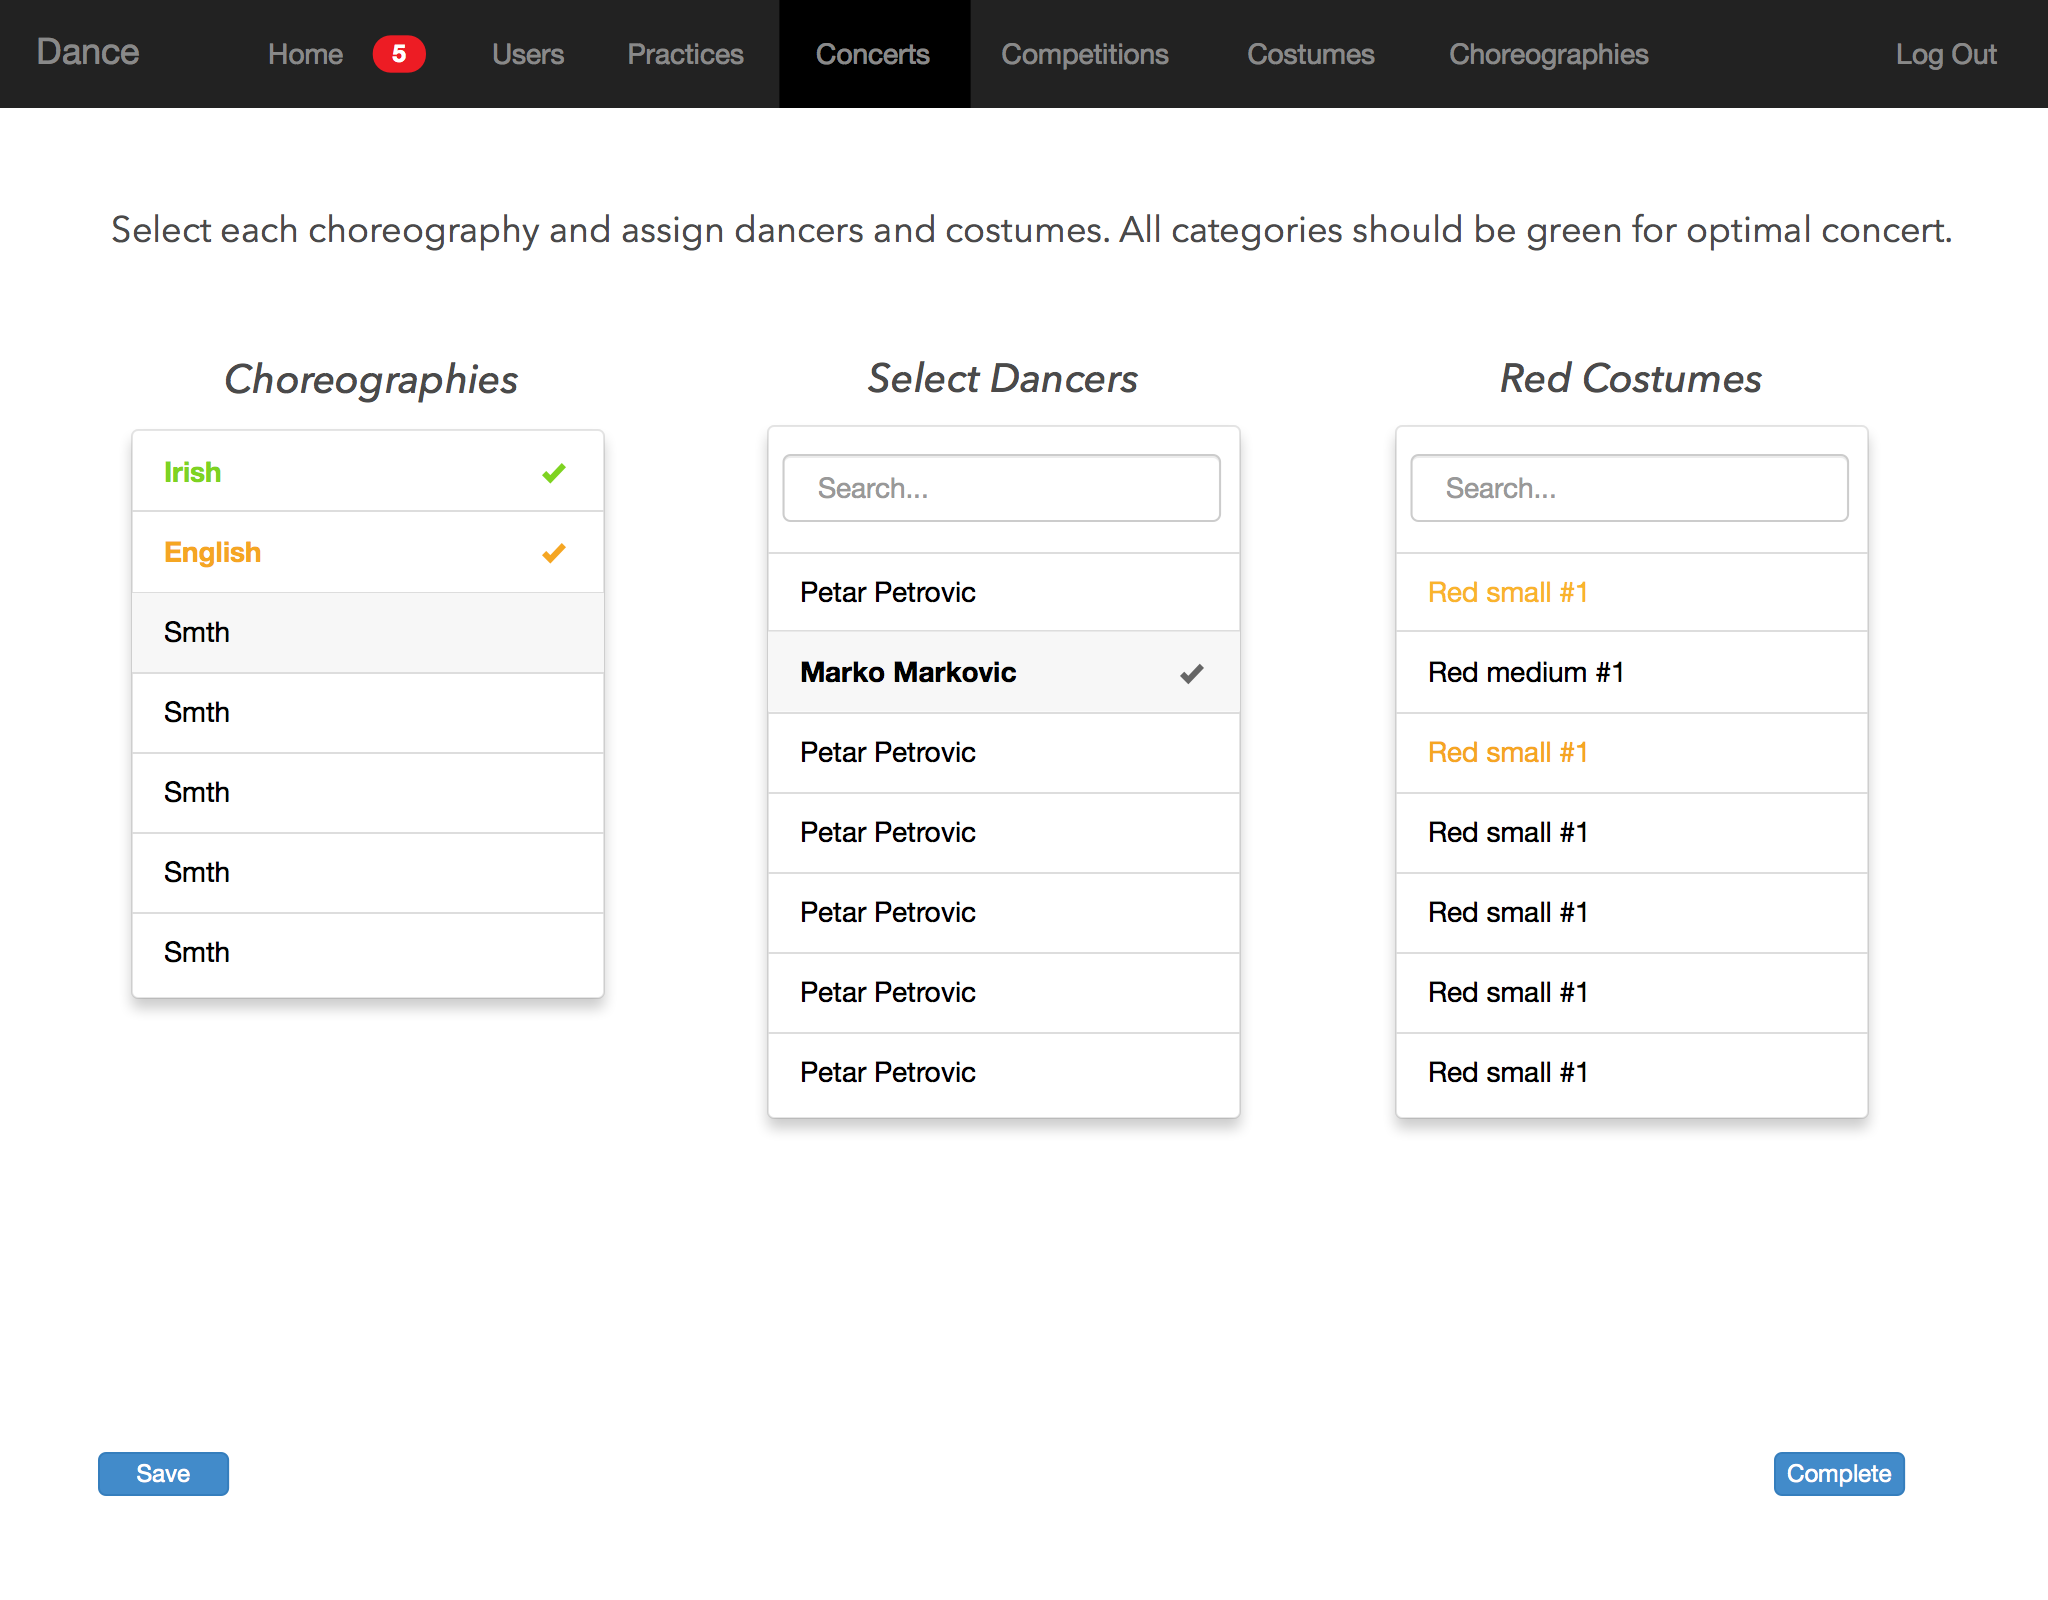 Dance Home 5 Users Practices Concerts Competitions Costumes Choreographies Log Out
Select each choreography and assign dancers and costumes. All categories should be green for optimal concert.
Choreographies
Irish
English
Smth
Smth
Smth
Smth
Smth
Select Dancers
Search...
Petar Petrovic
Marko Markovic
Petar Petrovic
Petar Petrovic
Petar Petrovic
Petar Petrovic
Petar Petrovic
Red Costumes
Search...
Red small #1
Red medium #1
Red small #1
Red small #1
Red small #1
Red small #1
Red small #1
Save
Complete